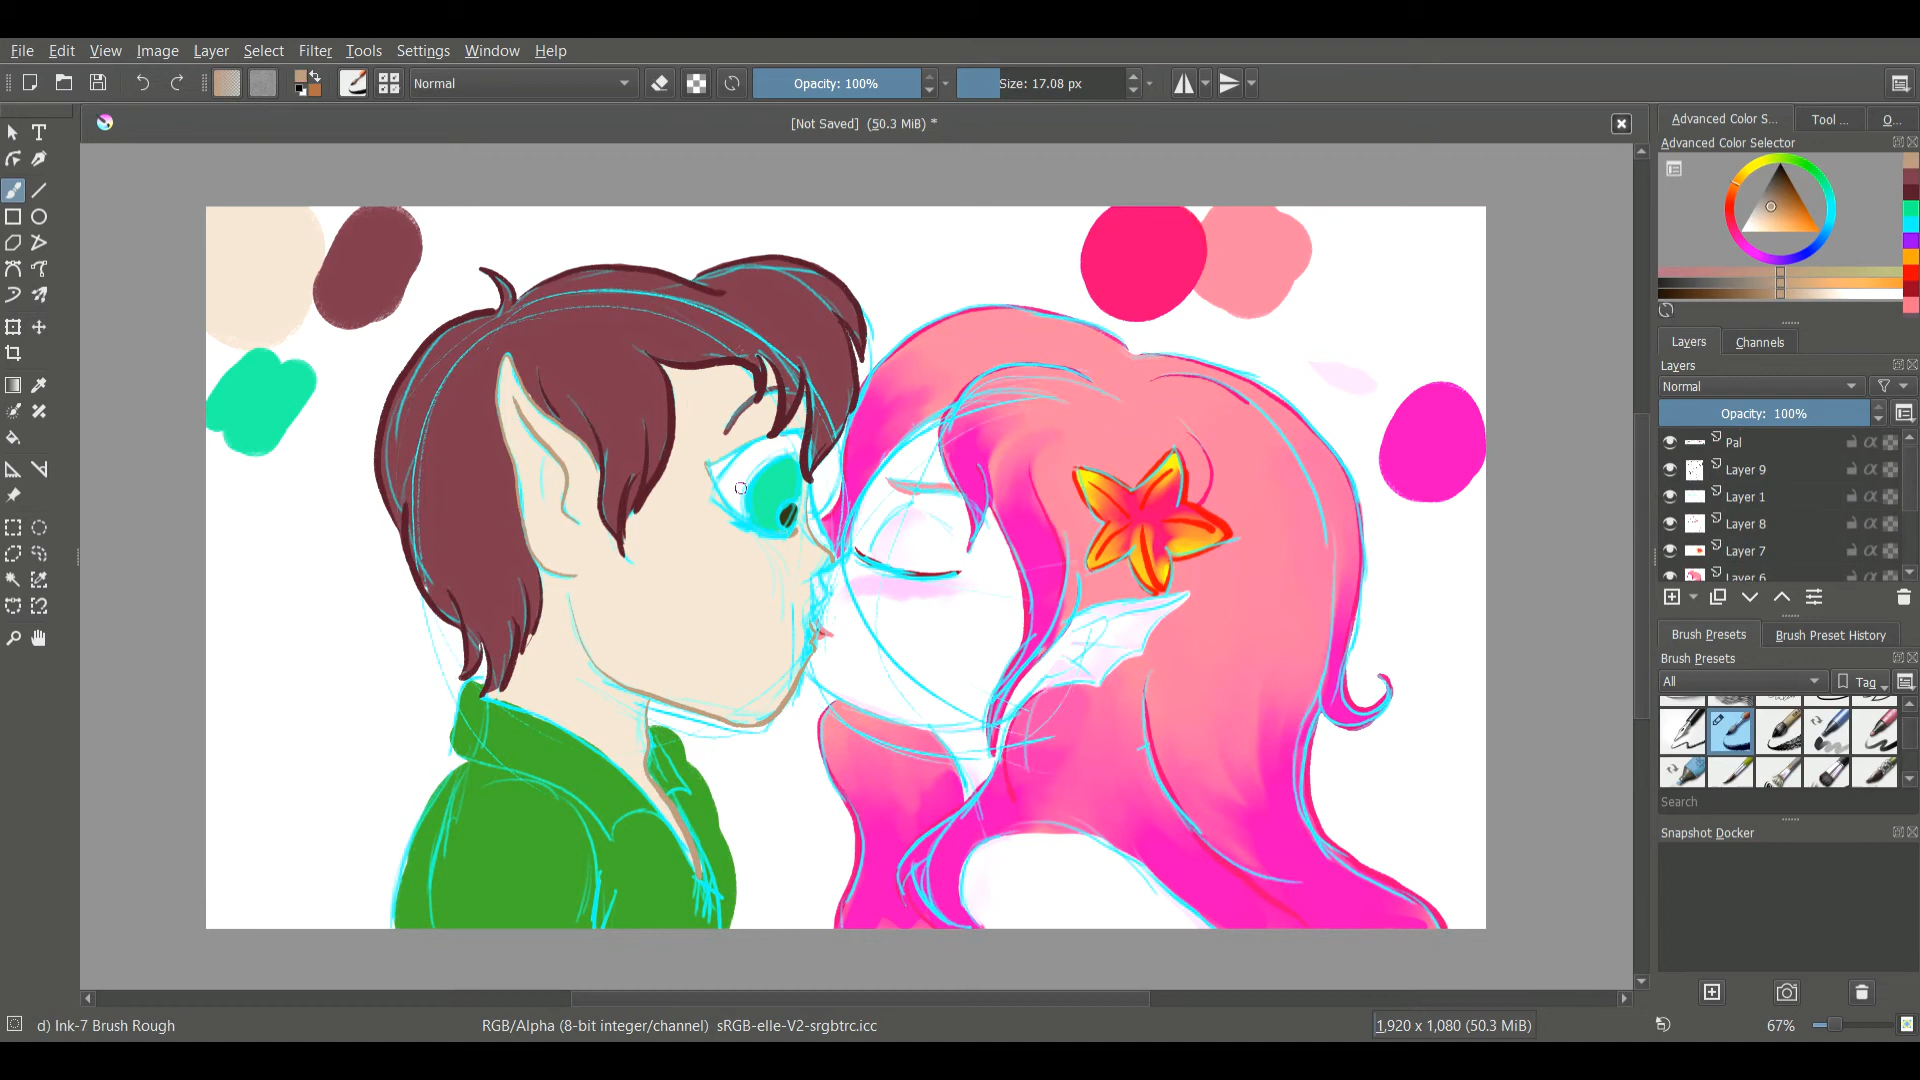 File Edit View Image Layer Select Filter Tools Settings Window Help
Normal Opacity: 100% Size: 17.08 px
[Not Saved] (50.3 MiB) *
Advanced Color S... Tool ... O...
Advanced Color Selector
Layers Channels
Layers
Normal
Opacity: 100%
Pal
Layer 9
Layer 1
Layer 8
Layer 7
Layer 6
Brush Presets Brush Preset History
Brush Presets
All Tag
Search
Snapshot Docker
d) Ink-7 Brush Rough RGB/Alpha (8-bit integer/channel) sRGB-elle-V2-srgbtrc.icc 1,920 x 1,080 (50.3 MiB) 67%